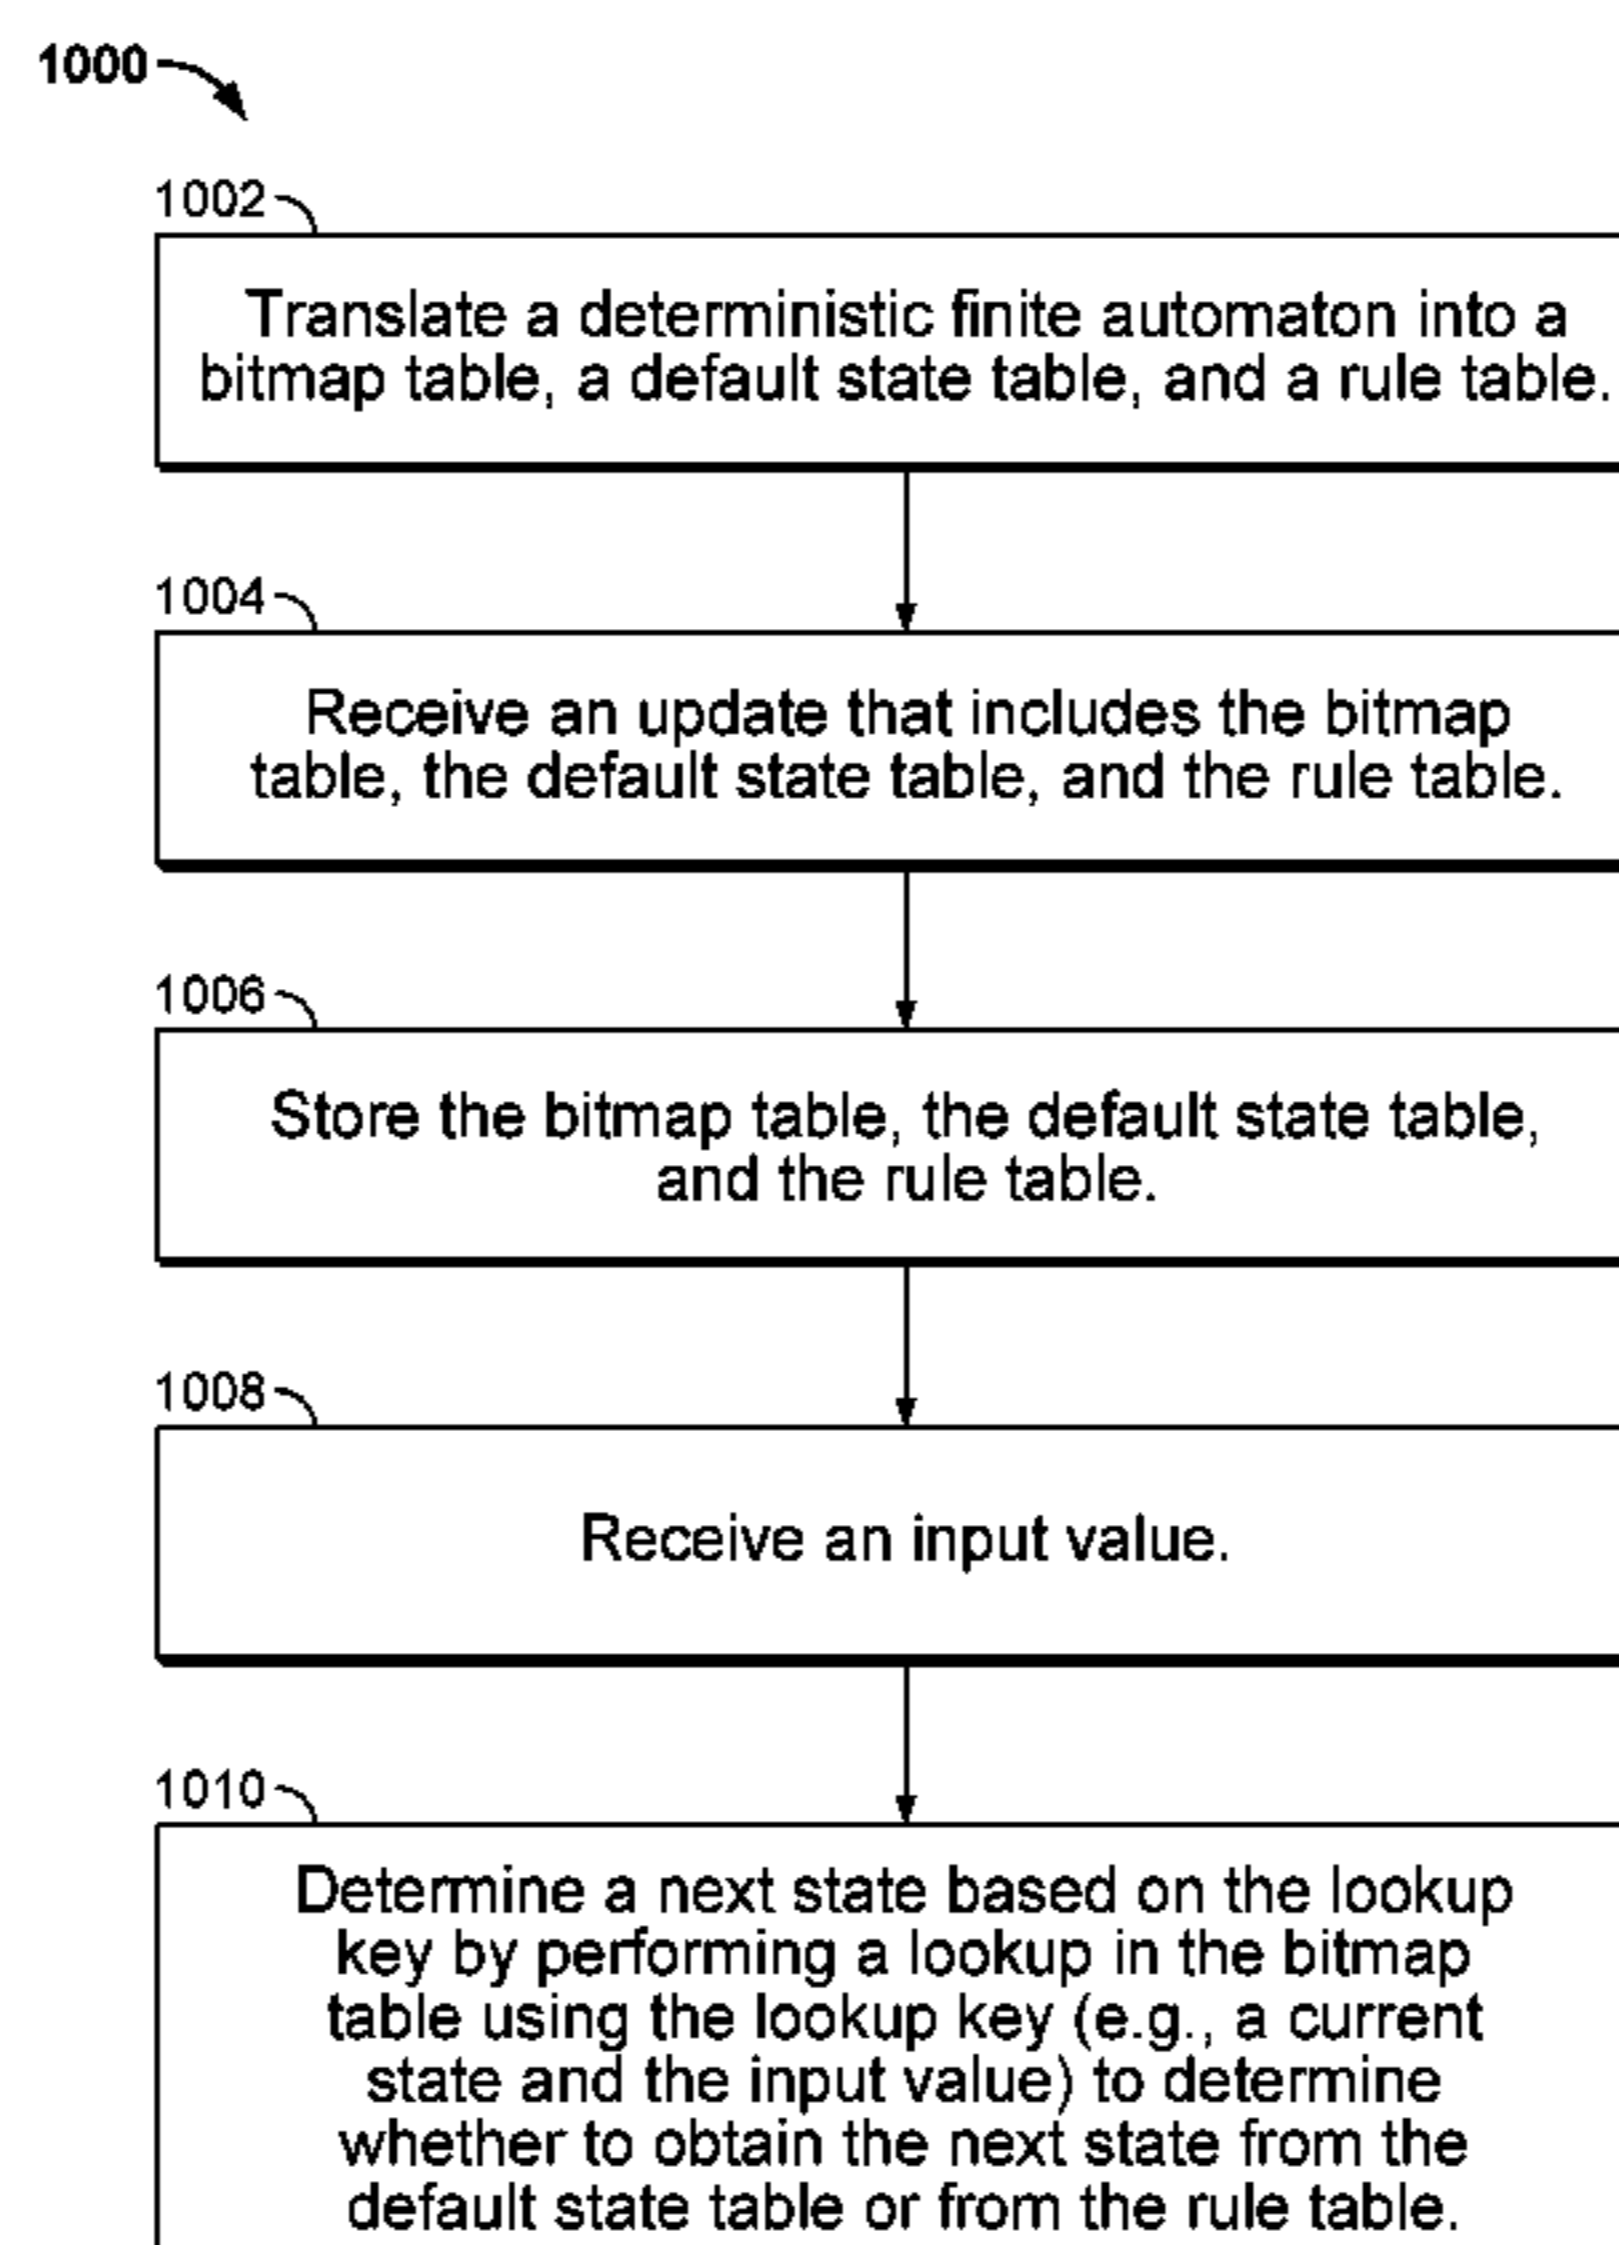 1000
1002
Translate a deterministic finite automaton into a
bitmap table, a default state table, and a rule table.
1004
Receive an update that includes the bitmap
table, the default state table, and the rule table.
1006
Store the bitmap table, the default state table,
and the rule table.
1008
Receive an input value.
1010
Determine a next state based on the lookup
key by performing a lookup in the bitmap
table using the lookup key (e.g., a current
state and the input value) to determine
whether to obtain the next state from the
default state table or from the rule table.